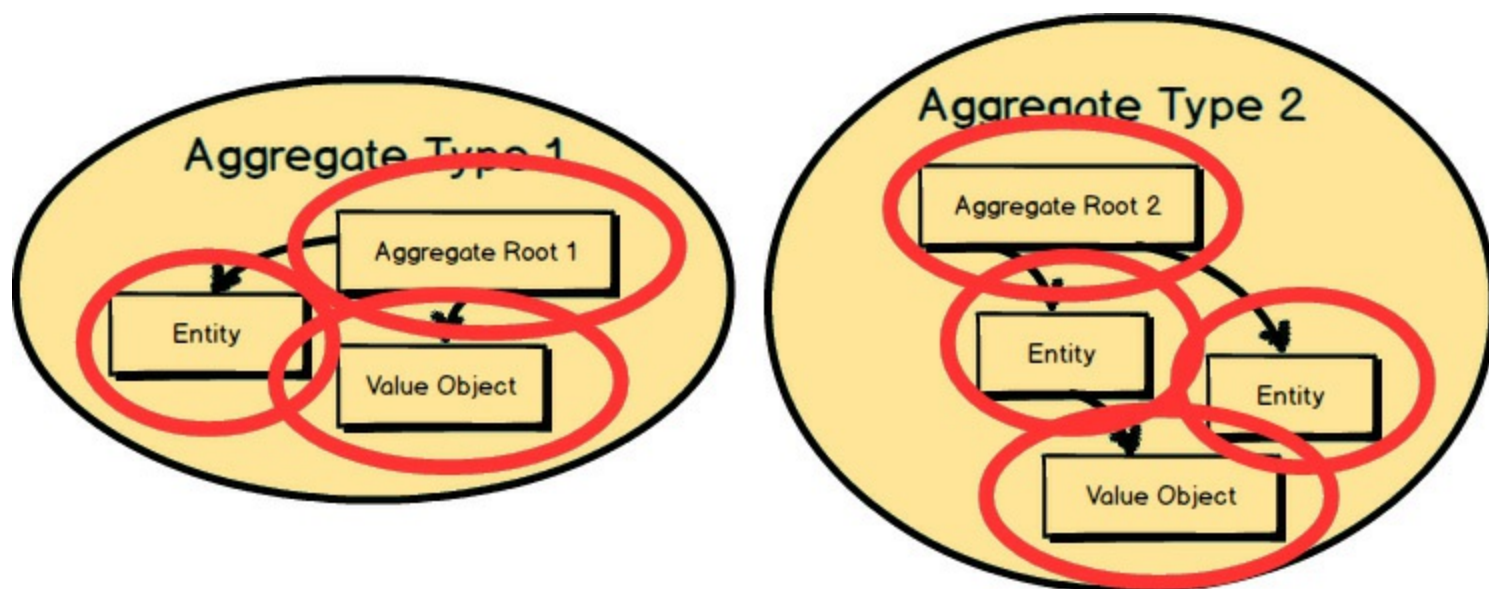 Aggregate Type 1
Aggregate Root 1
Entity
Value Object
Aggregate Type 2
Aggregate Root 2
Entity
Entity
Value Object